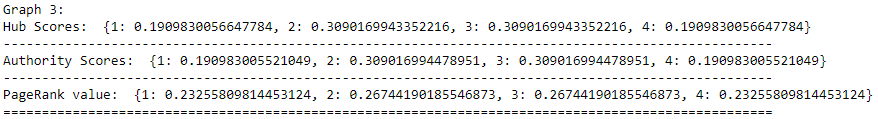 Graph 3:
Hub Scores:  {1: 0.1909830056647784, 2: 0.3090169943352216, 3: 0.3090169943352216, 4: 0.1909830056647784}
----------------------------------------------------------------------------------------------------
Authority Scores:  {1: 0.190983005521049, 2: 0.309016994478951, 3: 0.309016994478951, 4: 0.190983005521049}
----------------------------------------------------------------------------------------------------
PageRank value:  {1: 0.23255809814453124, 2: 0.26744190185546873, 3: 0.26744190185546873, 4: 0.23255809814453124}
====================================================================================================